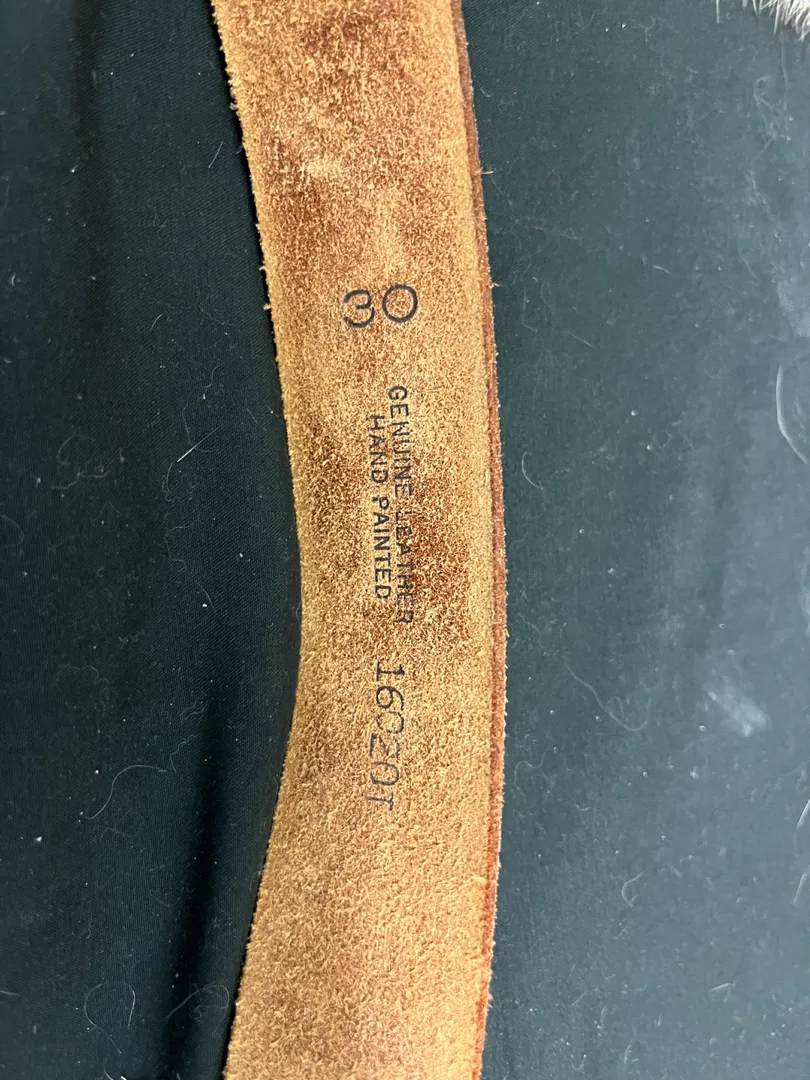 30
GENUINE LEATHER
HAND PAINTED
16020T